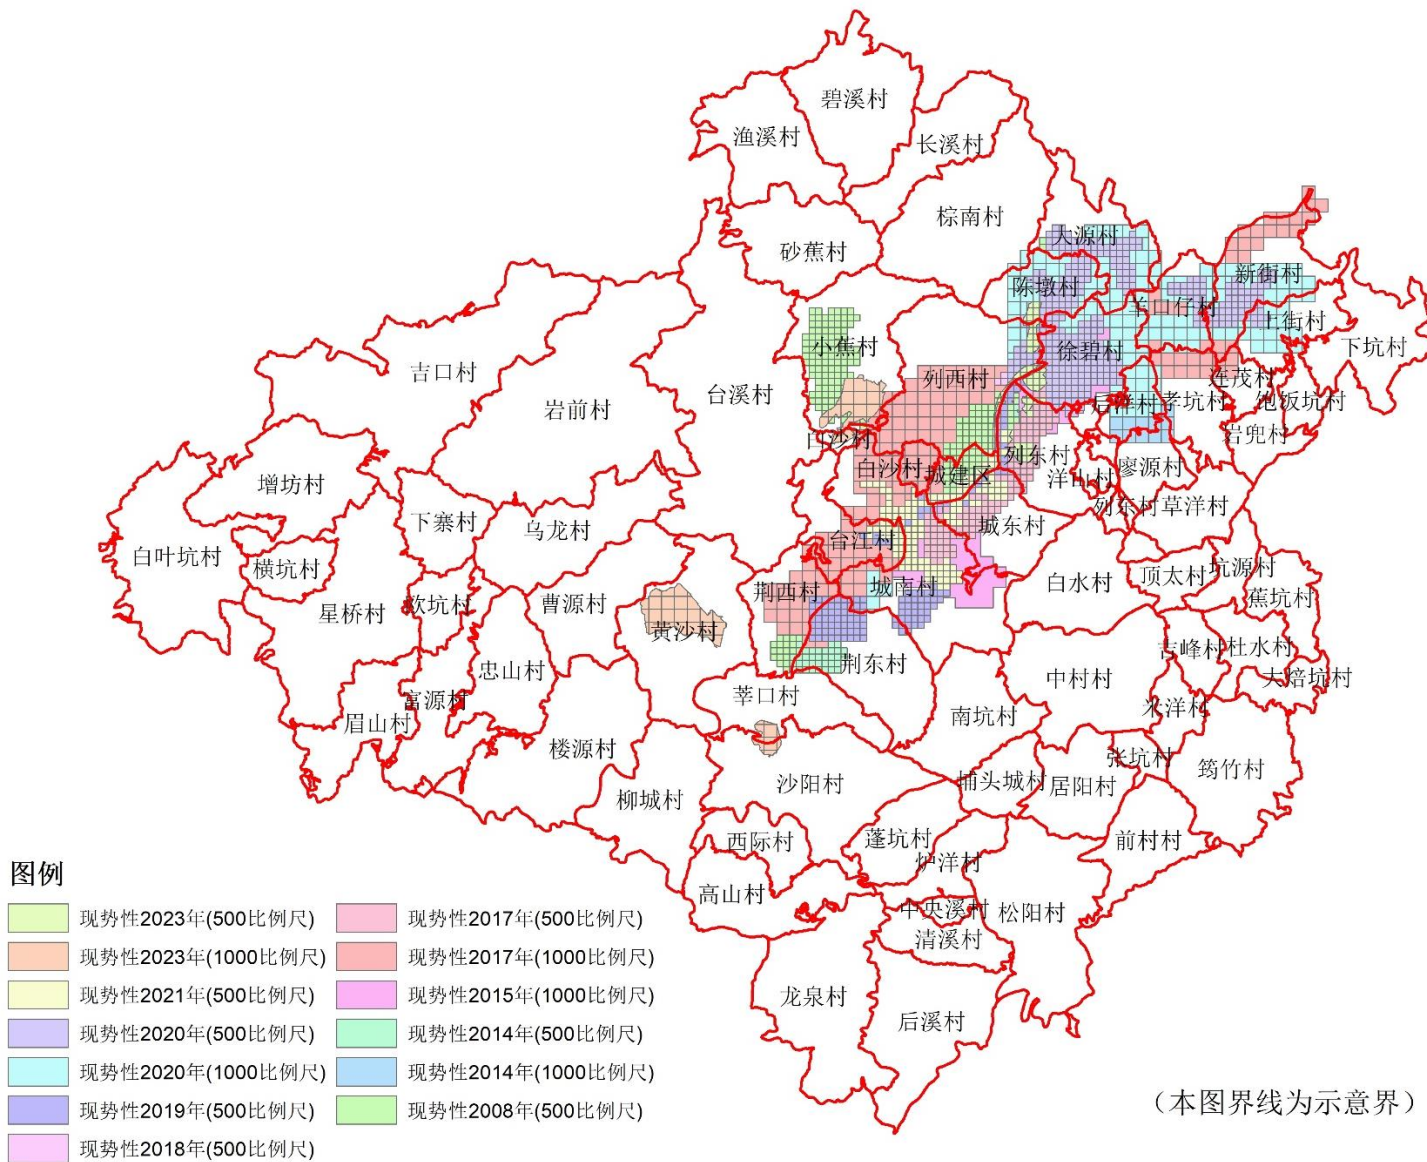 碧溪村
渔溪村
长溪村
棕南村
大源村
砂蕉村
新街村
陈墩村
羊口仔村
上街村
小蕉村
徐碧村
下坑村
吉口村
列西村
连茂村
台溪村
岩前村
后洋村
孝坑村
饱饭坑村
岩兜村
白沙村
列东村
增坊村
白沙村
城建区
洋山村
廖源村
列东村
草洋村
下寨村
乌龙村
城东村
台江村
白叶坑村
横坑村
白水村
顶太村
坑源村
蕉坑村
荆西村
城南村
星桥村
欧坑村
曹源村
黄沙村
吉峰村
杜水村
荆东村
忠山村
中村村
大焙坑村
莘口村
富源村
眉山村
南坑村
米洋村
楼源村
张坑村
筠竹村
沙阳村
埔头城村
居阳村
柳城村
西际村
蓬坑村
前村村
炉洋村
高山村
中央溪村
松阳村
清溪村
龙泉村
后溪村
图例
现势性2023年(500比例尺)
现势性2023年(1000比例尺)
现势性2021年(500比例尺)
现势性2020年(500比例尺)
现势性2020年(1000比例尺)
现势性2019年(500比例尺)
现势性2018年(500比例尺)
现势性2017年(500比例尺)
现势性2017年(1000比例尺)
现势性2015年(1000比例尺)
现势性2014年(500比例尺)
现势性2014年(1000比例尺)
现势性2008年(500比例尺)
（本图界线为示意界）